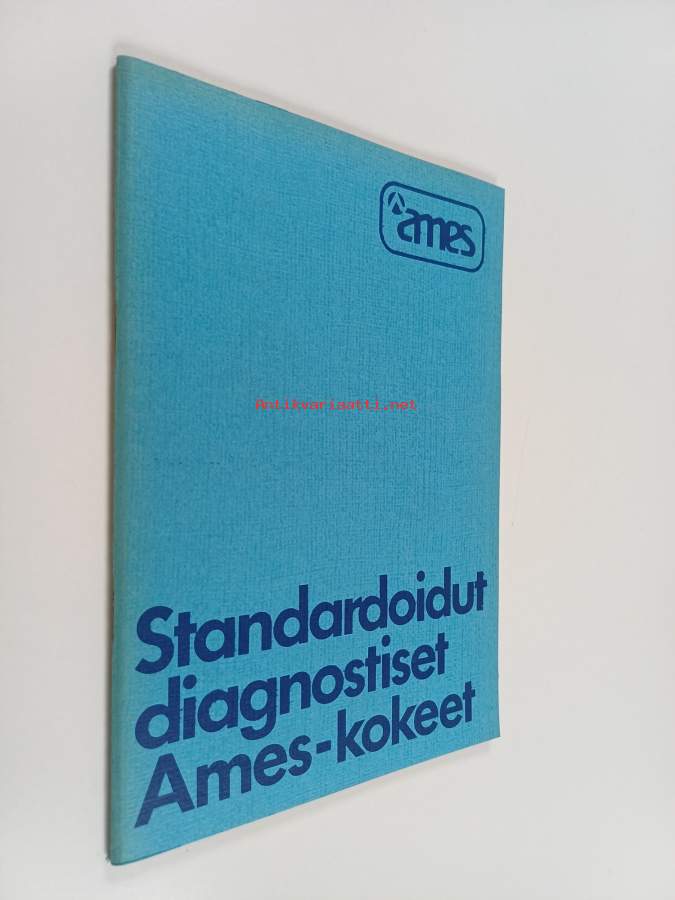 ames
Antikvariaatti.net
Standardoidut
diagnostiset
Ames-kokeet